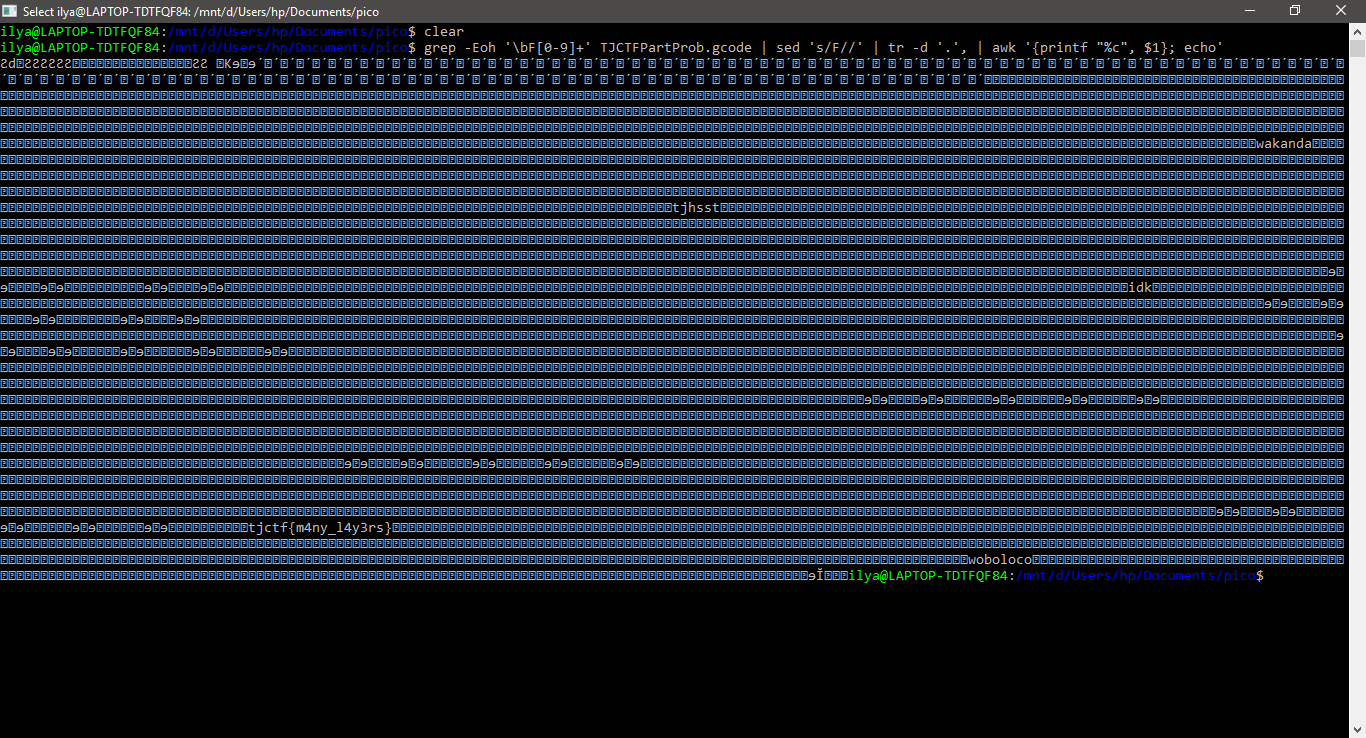 Select ilya@LAPTOP-TDTFQF84: /mnt/d/Users/hp/Documents/pico
ilya@LAPTOP-TDTFQF84:/mnt/d/Users/hp/Documents/pico$ clear
ilya@LAPTOP-TDTFQF84:/mnt/d/Users/hp/Documents/pico$ grep -Eoh '\bF[0-9]+' TJCTFPartProb.gcode | sed 's/F//' | tr -d '.', | awk '{printf "%c", $1}; echo'
wakanda
tjhsst
idk
tjctf{m4ny_l4y3rs}
woboloco
ilya@LAPTOP-TDTFQF84:/mnt/d/Users/hp/Documents/pico$